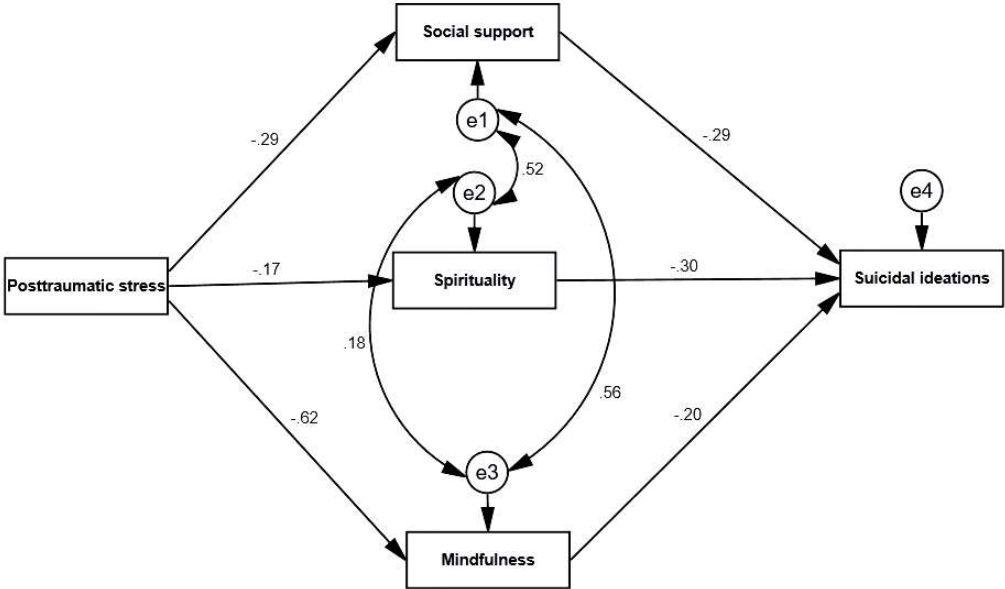 Social support
e1
-.29
-.29
.52
e2
e4
-.17
Spirituality
-.30
Posttraumatic stress
Suicidal ideations
.18
.56
-.62
-.20
e3
Mindfulness